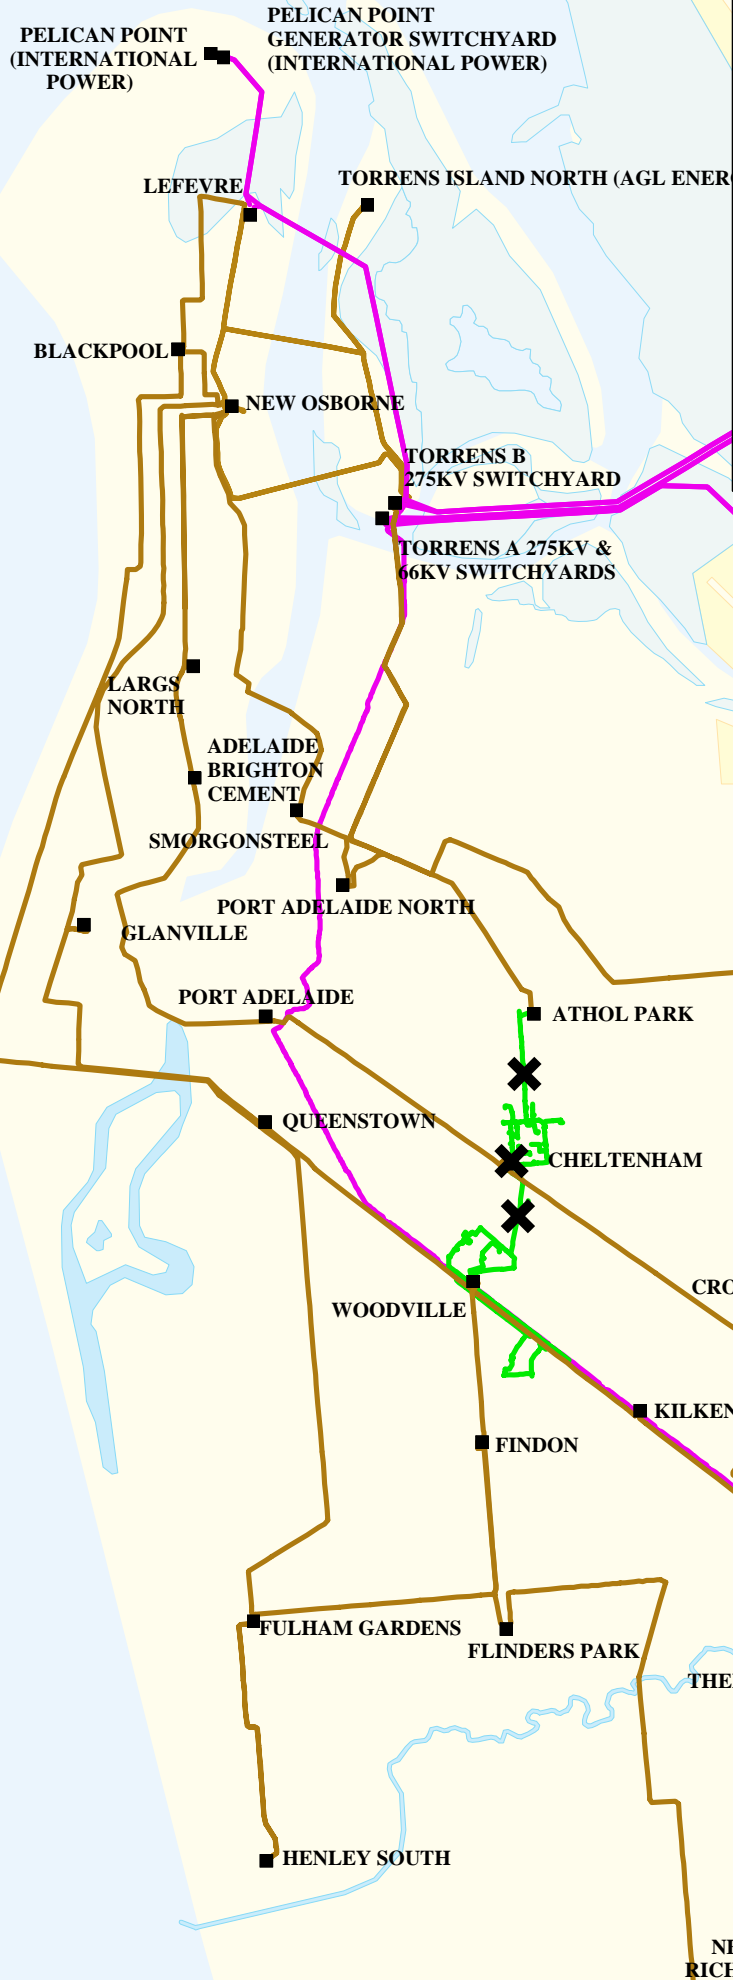 PELICAN POINT
(INTERNATIONAL
POWER)
PELICAN POINT
GENERATOR SWITCHYARD
(INTERNATIONAL POWER)
LEFEVRE
TORRENS ISLAND NORTH (AGL ENER
BLACKPOOL
NEW OSBORNE
TORRENS B
275KV SWITCHYARD
TORRENS A 275KV &
66KV SWITCHYARDS
LARGS
NORTH
ADELAIDE
BRIGHTON
CEMENT
SMORGONSTEEL
PORT ADELAIDE NORTH
GLANVILLE
PORT ADELAIDE
ATHOL PARK
QUEENSTOWN
CHELTENHAM
CRO
WOODVILLE
KILKEN
FINDON
FULHAM GARDENS
FLINDERS PARK
THE
HENLEY SOUTH
NE
RICH